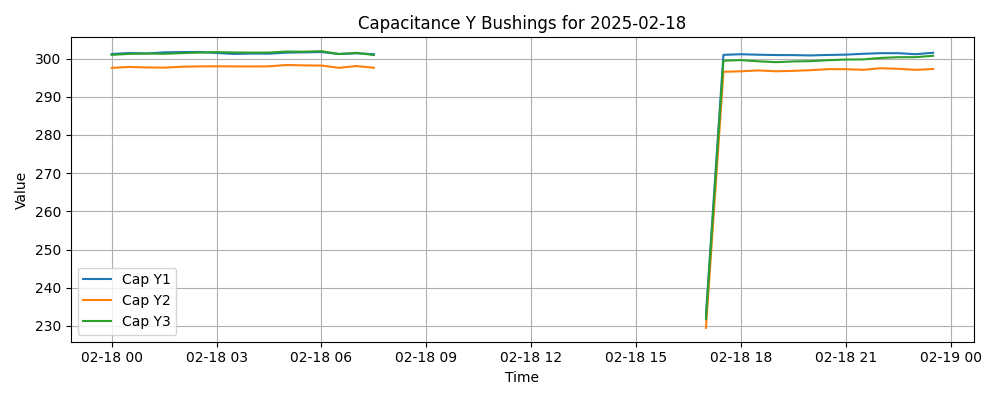 Capacitance Y Bushings for 2025-02-18
Value
300
290
280
270
260
250
240
230
Cap Y1
Cap Y2
Cap Y3
02-18 00
02-18 03
02-18 06
02-18 09
02-18 12
02-18 15
02-18 18
02-18 21
02-19 00
Time